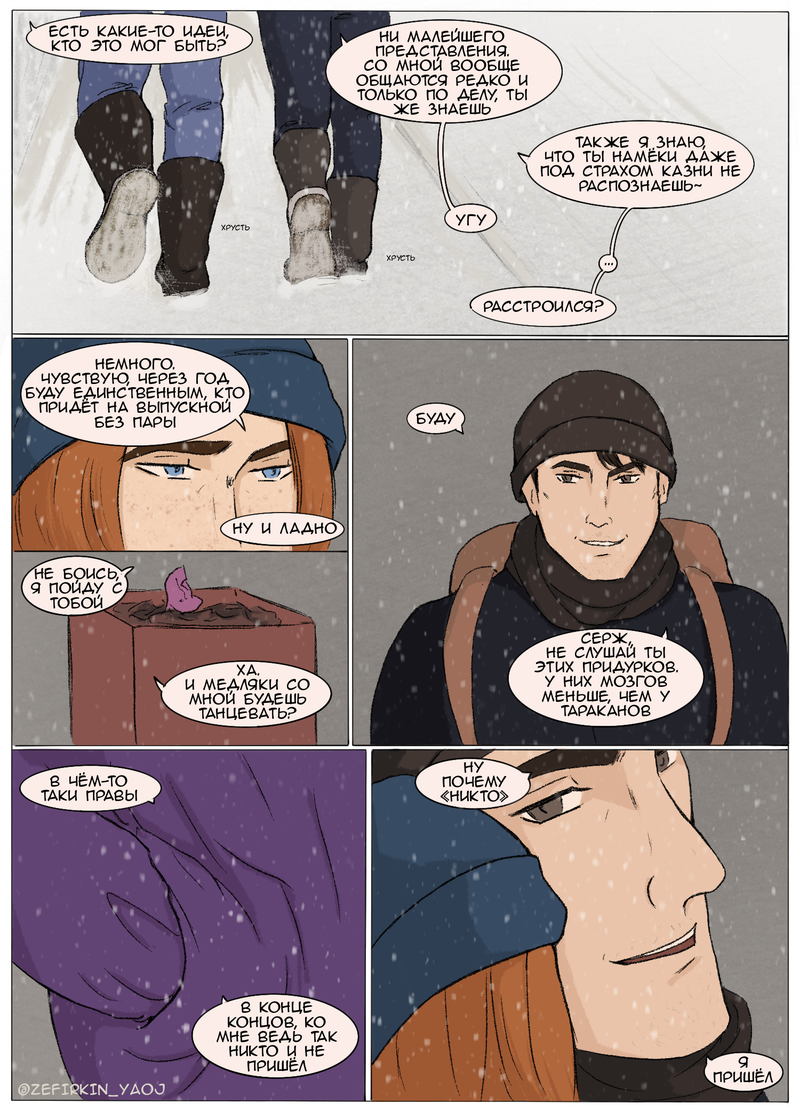 ЕСТЬ КАКИЕ-ТО ИДЕИ,
КТО ЭТО МОГ БЫТЬ?
НИ МАЛЕЙШЕГО
ПРЕДСТАВЛЕНИЯ.
СО МНОЙ ВООБЩЕ
ОБЩАЮТСЯ РЕДКО И
ТОЛЬКО ПО ДЕЛУ, ТЫ
ЖЕ ЗНАЕШЬ
ТАКЖЕ Я ЗНАЮ,
ЧТО ТЫ НАМЁКИ ДАЖЕ
ПОД СТРАХОМ КАЗНИ НЕ
РАСПОЗНАЕШЬ~
УГУ
ХРУСТЬ
ХРУСТЬ
...
РАССТРОИЛСЯ?
НЕМНОГО.
ЧУВСТВУЮ, ЧЕРЕЗ ГОД
БУДУ ЕДИНСТВЕННЫМ, КТО
ПРИДЁТ НА ВЫПУСКНОЙ
БЕЗ ПАРЫ
НУ И ЛАДНО
НЕ БОИСЬ,
Я ПОЙДУ С
ТОБОЙ
ХА.
И МЕДЛЯКИ СО
МНОЙ БУДЕШЬ
ТАНЦЕВАТЬ?
БУДУ
СЕРЖ,
НЕ СЛУШАЙ ТЫ
ЭТИХ ПРИДУРКОВ.
У НИХ МОЗГОВ
МЕНЬШЕ, ЧЕМ У
ТАРАКАНОВ
В ЧЁМ-ТО
ТАКИ ПРАВЫ
В КОНЦЕ
КОНЦОВ, КО
МНЕ ВЕДЬ ТАК
НИКТО И НЕ
ПРИШЁЛ
НУ
ПОЧЕМУ
«НИКТО»
Я
ПРИШЁЛ
@ZEFIRKIN_YAOJ